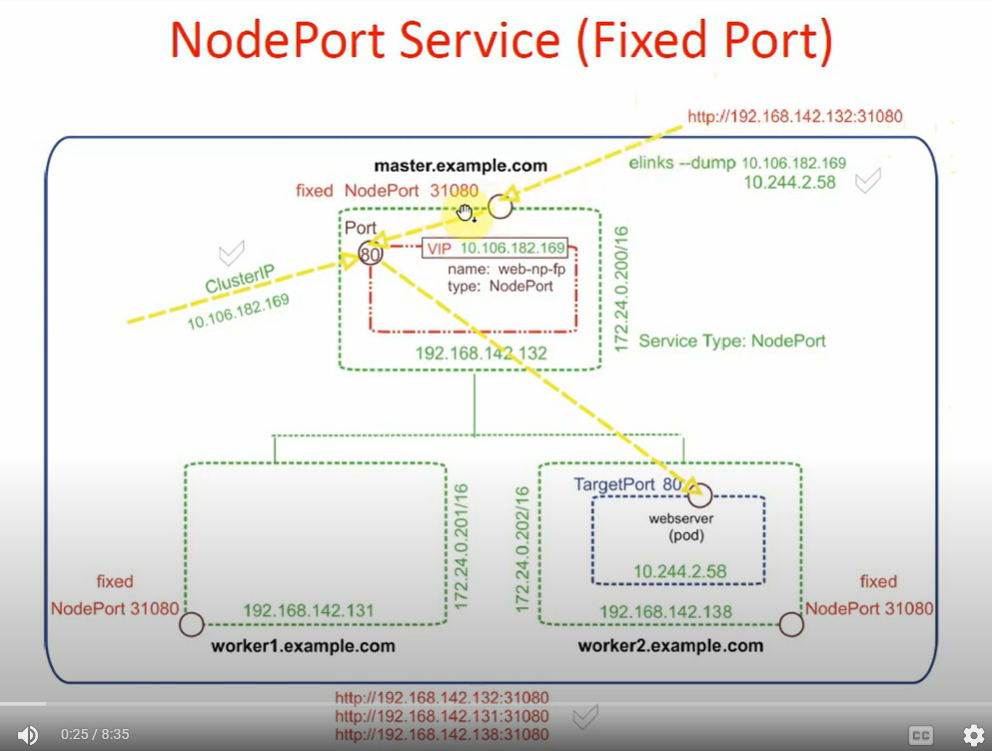 NodePort Service (Fixed Port)
http://192.168.142.132:31080
master.example.com
elinks --dump 10.106.182.169
10.244.2.58
fixed NodePort 31080
Port
80
VIP 10.106.182.169
name: web-np-fp
type: NodePort
ClusterIP
10.106.182.169
172.24.0.200/16
192.168.142.132
Service Type: NodePort
TargetPort 80
webserver
(pod)
10.244.2.58
172.24.0.201/16
172.24.0.202/16
fixed
NodePort 31080
192.168.142.131
192.168.142.138
fixed
NodePort 31080
worker1.example.com
worker2.example.com
http://192.168.142.132:31080
http://192.168.142.131:31080
http://192.168.142.138:31080
0:25 / 8:35
CC